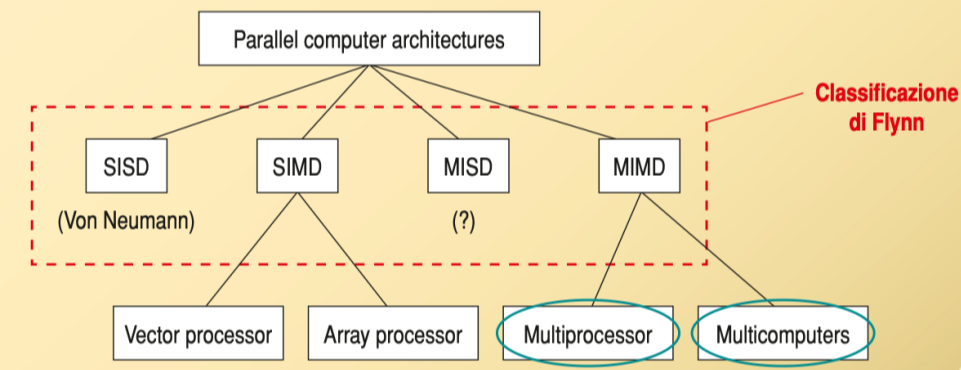 Parallel computer architectures
Classificazione
di Flynn
SISD
SIMD
MISD
MIMD
(Von Neumann)
(?)
Vector processor
Array processor
Multiprocessor
Multicomputers